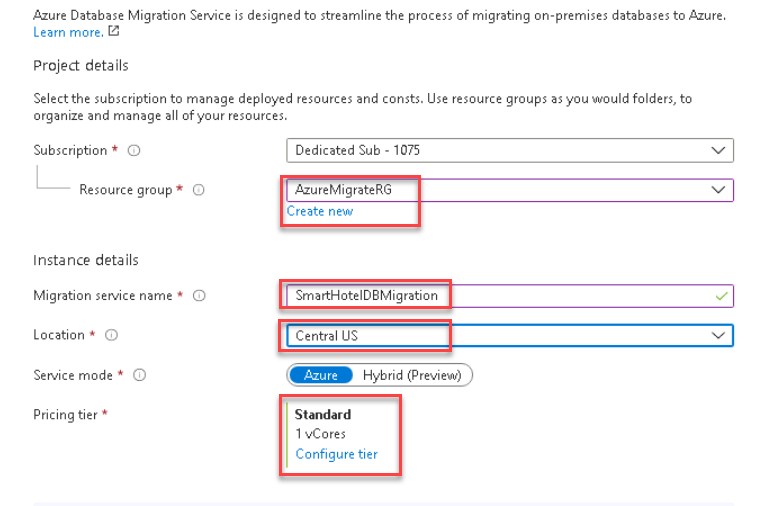 Azure Database Migration Service is designed to streamline the process of migrating on-premises databases to Azure.
Learn more.
Project details
Select the subscription to manage deployed resources and consts. Use resource groups as you would folders, to
organize and manage all of your resources.
Subscription * Dedicated Sub - 1075
Resource group * AzureMigrateRG
Create new
Instance details
Migration service name * SmartHotelDBMigration
Location * Central US
Service mode * Azure Hybrid (Preview)
Pricing tier * Standard
1 vCores
Configure tier